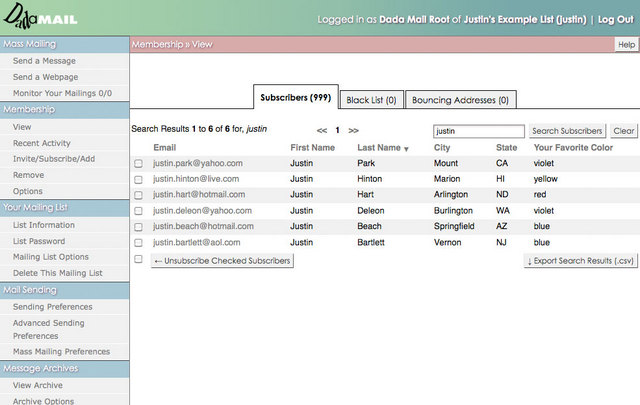 Dada MAIL
Logged in as Dada Mail Root of Justin's Example List (justin) | Log Out
Mass Mailing
Send a Message
Send a Webpage
Monitor Your Mailings 0/0
Membership
View
Recent Activity
Invite/Subscribe/Add
Remove
Options
Your Mailing List
List Information
List Password
Mailing List Options
Delete This Mailing List
Mail Sending
Sending Preferences
Advanced Sending
Preferences
Mass Mailing Preferences
Message Archives
View Archive
Archive Options
Membership » View
Help
Subscribers (999) Black List (0) Bouncing Addresses (0)
Search Results 1 to 6 of 6 for, justin << 1 >> justin Search Subscribers Clear
Email First Name Last Name ▼ City State Your Favorite Color
justin.park@yahoo.com Justin Park Mount CA violet
justin.hinton@live.com Justin Hinton Marion HI yellow
justin.hart@hotmail.com Justin Hart Arlington ND red
justin.deleon@yahoo.com Justin Deleon Burlington WA violet
justin.beach@hotmail.com Justin Beach Springfield AZ blue
justin.bartlett@aol.com Justin Bartlett Vernon NJ blue
← Unsubscribe Checked Subscribers ↓ Export Search Results (.csv)